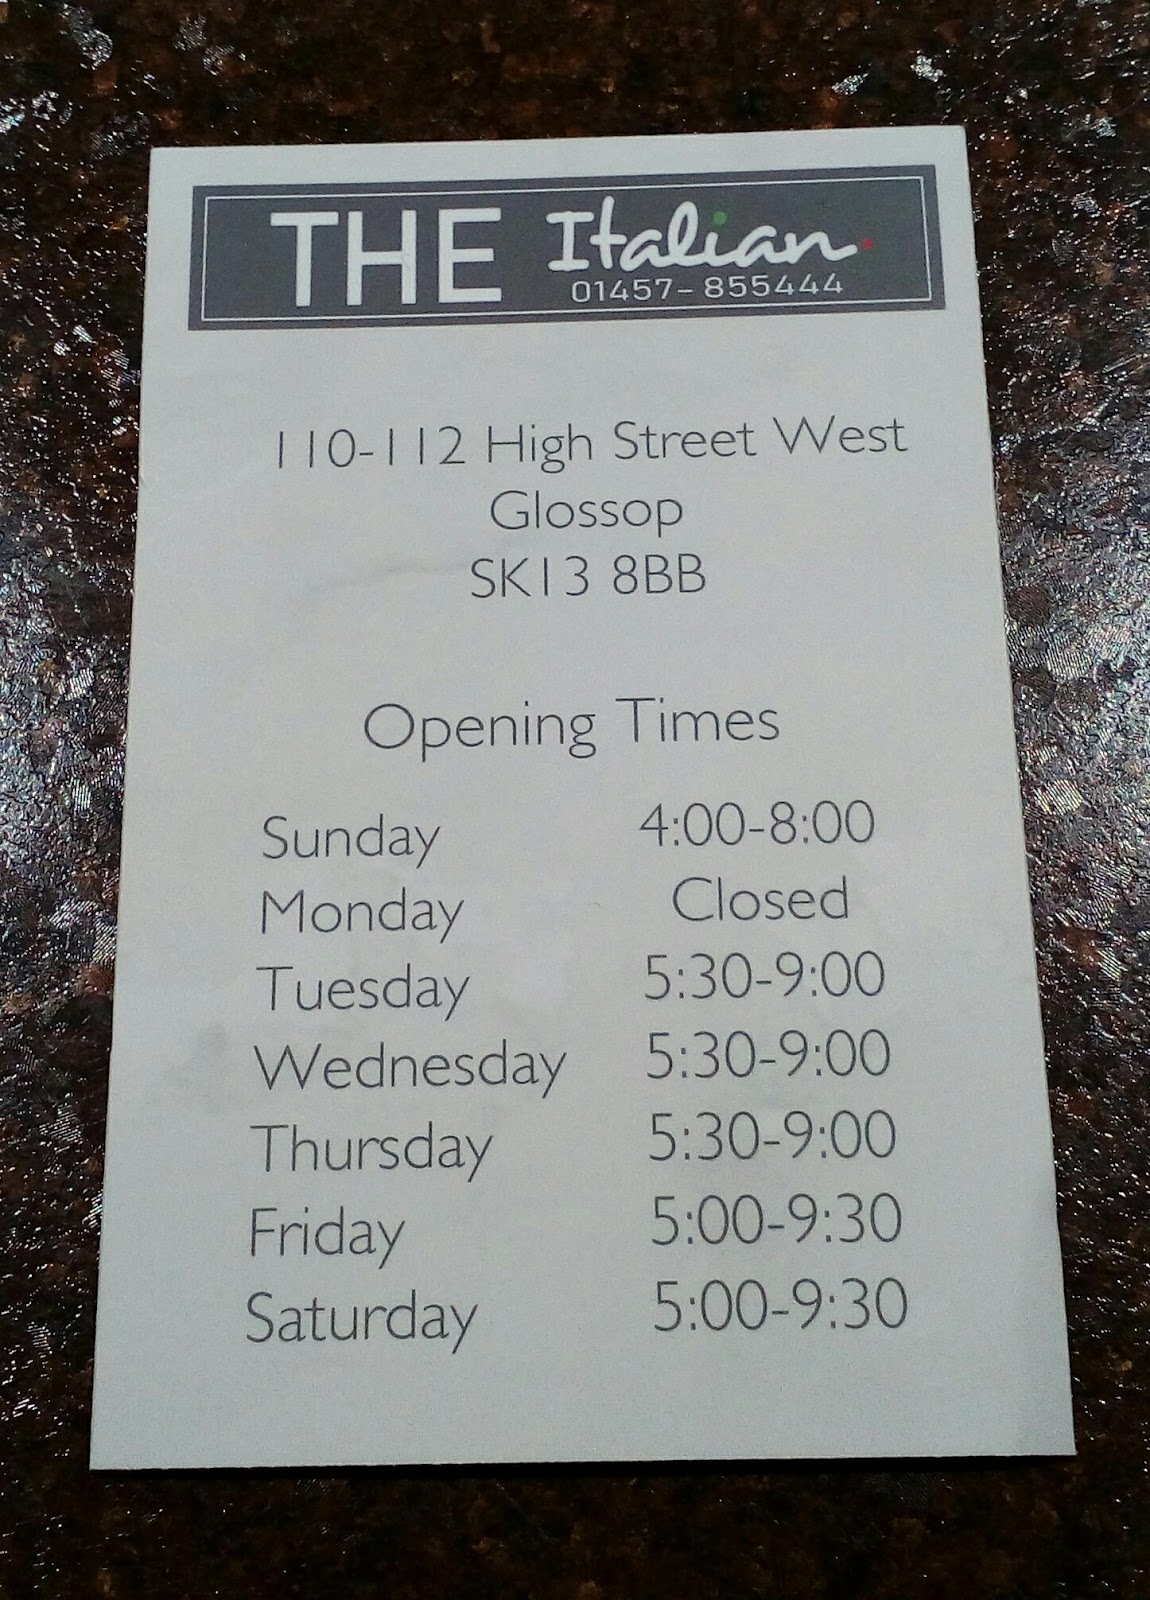 THE Italian
01457-855444
110-112 High Street West
Glossop
SK13 8BB
Opening Times
Sunday 4:00-8:00
Monday Closed
Tuesday 5:30-9:00
Wednesday 5:30-9:00
Thursday 5:30-9:00
Friday 5:00-9:30
Saturday 5:00-9:30